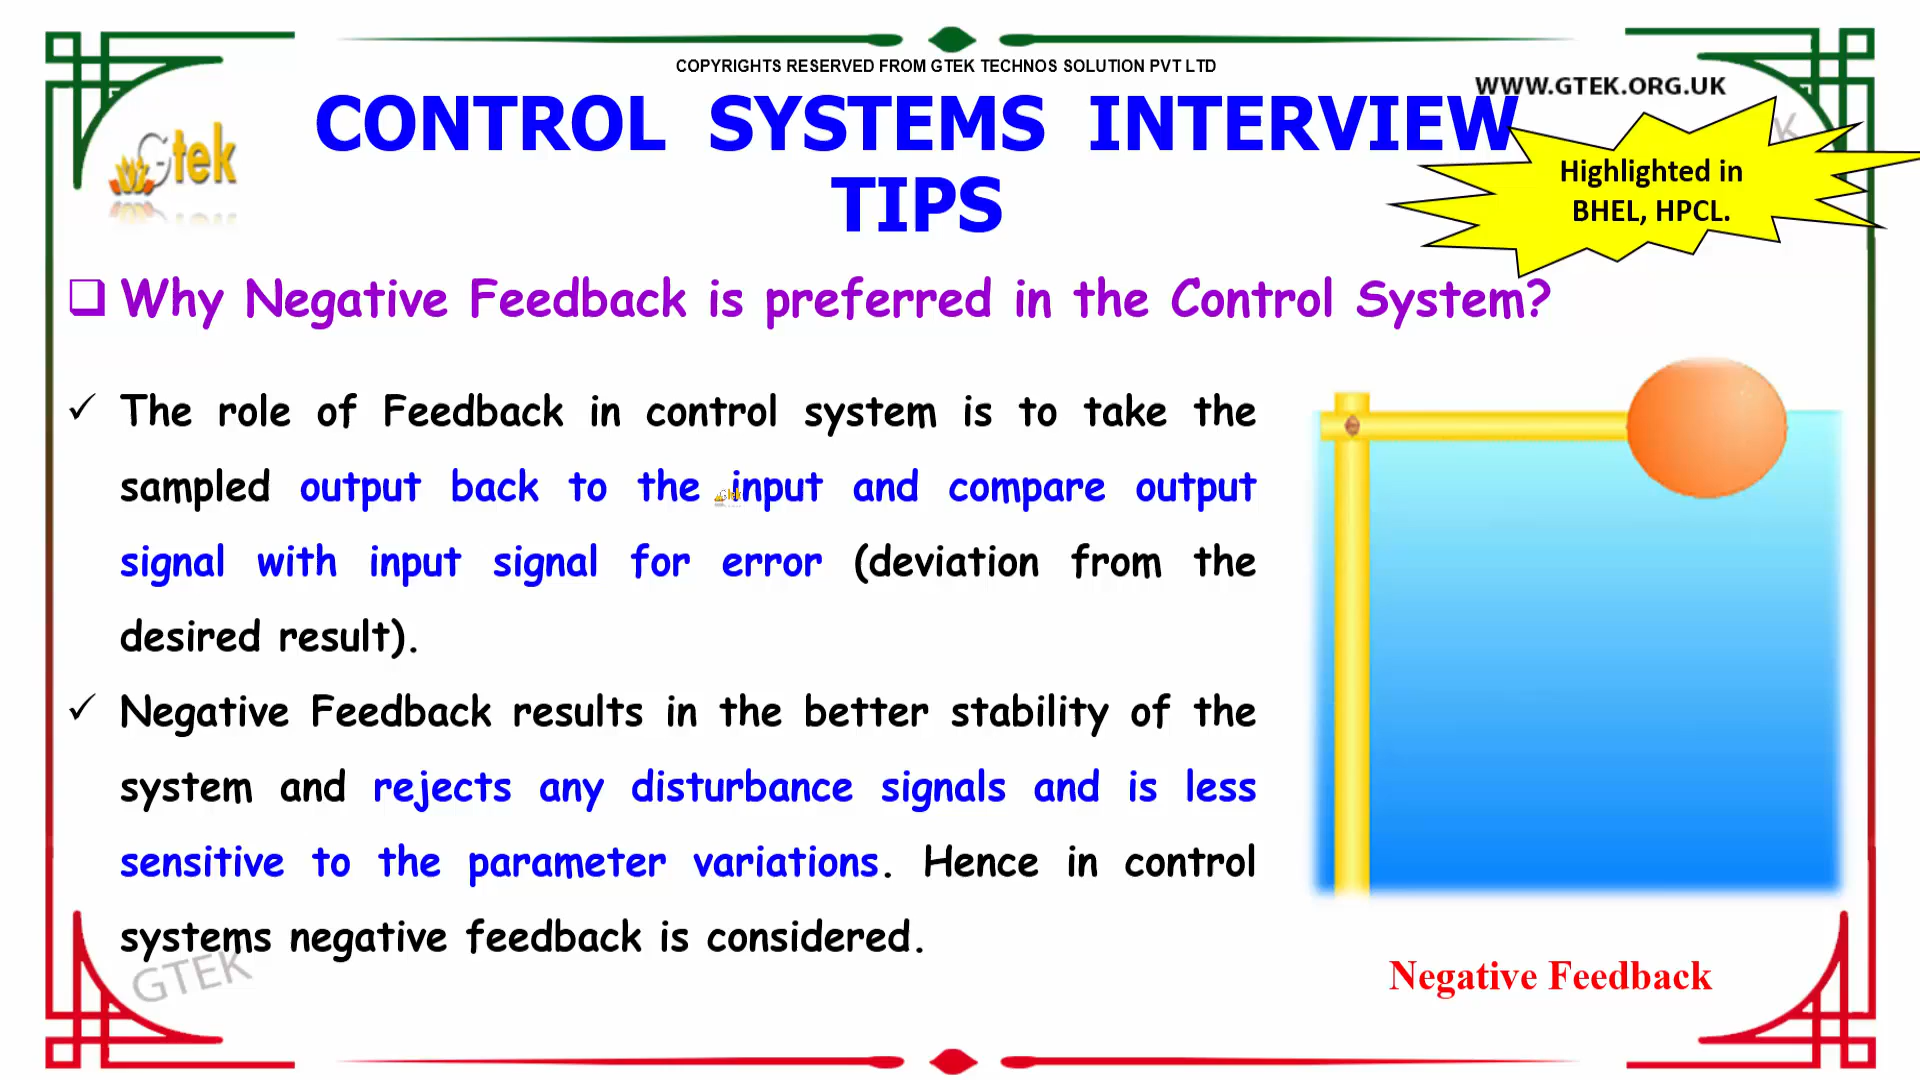 COPYRIGHTS RESERVED FROM GTEK TECHNOS SOLUTION PVT LTD
WWW.GTEK.ORG.UK
Gtek
CONTROL SYSTEMS INTERVIEW
TIPS
Highlighted in
BHEL, HPCL.
Why Negative Feedback is preferred in the Control System?
The role of Feedback in control system is to take the
sampled output back to the input and compare output
signal with input signal for error (deviation from the
desired result).
Negative Feedback results in the better stability of the
system and rejects any disturbance signals and is less
sensitive to the parameter variations. Hence in control
systems negative feedback is considered.
GTEK
Negative Feedback